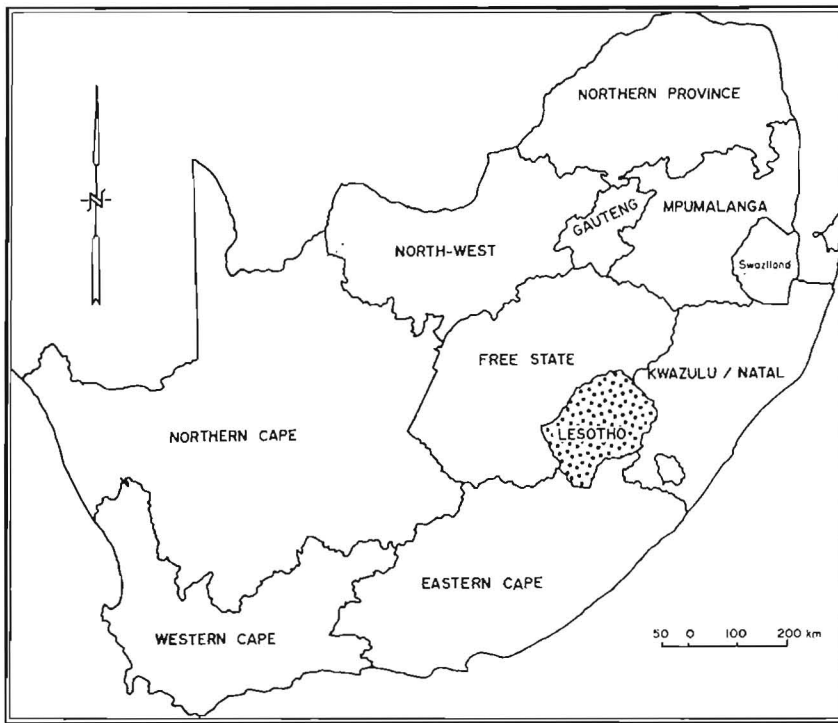 NORTHERN PROVINCE
N
GAUTENG
MPUMALANGA
NORTH-WEST
Swaziland
FREE STATE
KWAZULU / NATAL
NORTHERN CAPE
LESOTHO
EASTERN CAPE
WESTERN CAPE
50 0 100 200 km